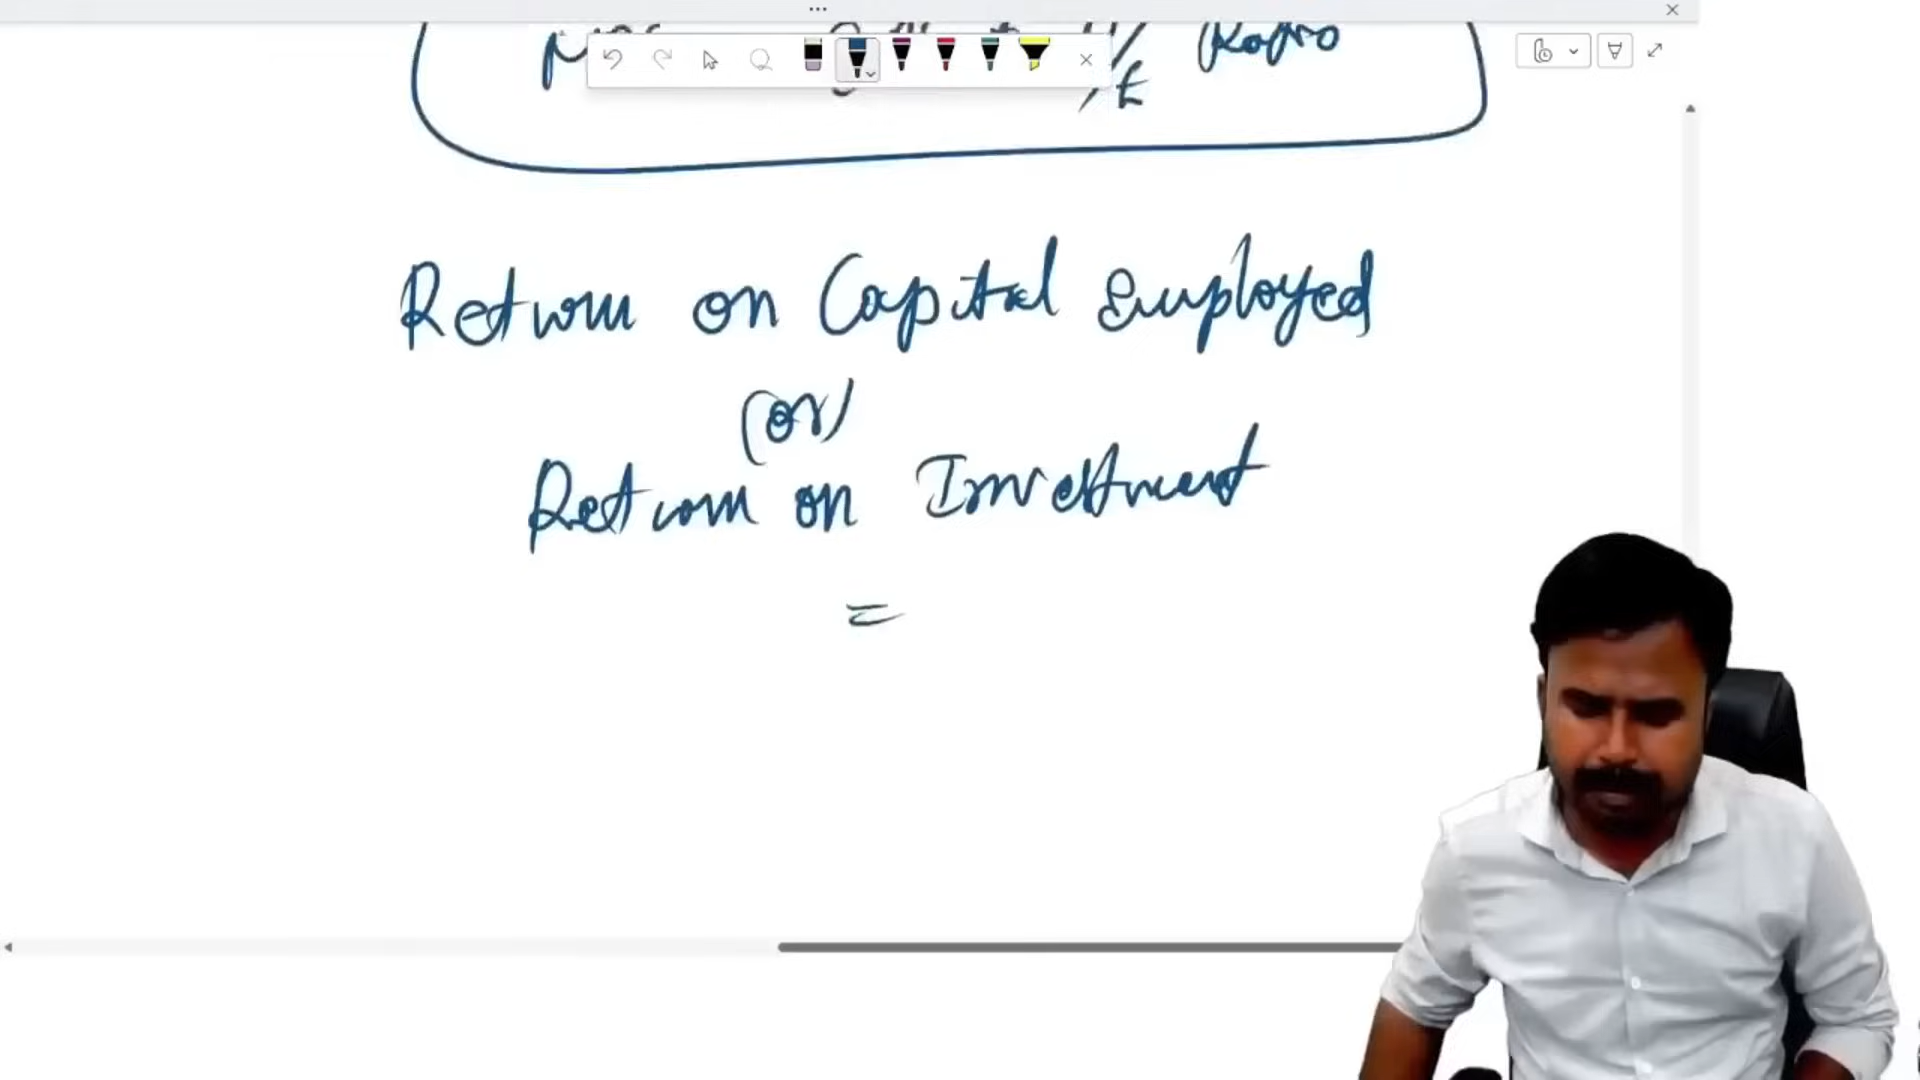 Ratio
Return on Capital Employed
(or)
Return on Investment
=